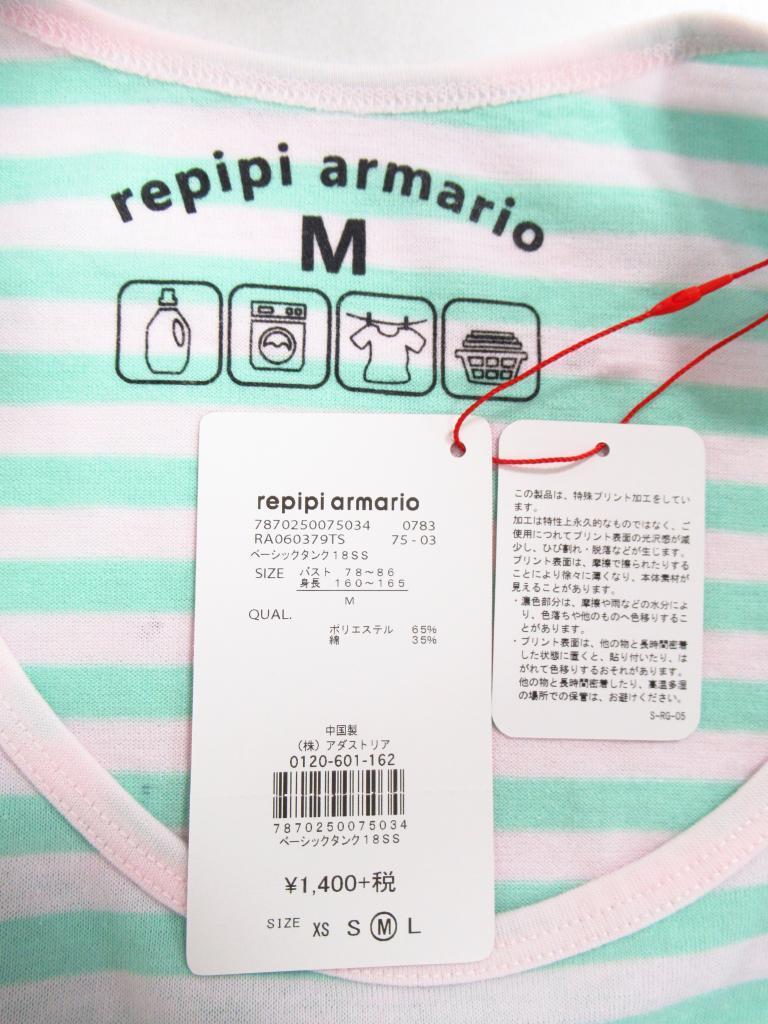 repipi armario
M
repipi armario
7870250075034 0783
RA060379TS 75-03
ベーシックタンク18SS
SIZE バスト 78～86
身長 160～165
M
QUAL.
ポリエステル 65%
綿 35%
中国製
（株）アダストリア
0120-601-162
7870250075034
ベーシックタンク18SS
¥1,400+税
SIZE XS S M L
この製品は、特殊プリント加工をしてい
ます。
加工は特性上永久的なものではなく、ご
使用につれてプリント表面の光沢感が減
少し、ひび割れ・脱落などが生じます。
プリント表面は、摩擦で擦られたりする
ことにより徐々に薄くなり、本体素材が
見えることがあります。
・濃色部分は、摩擦や雨などの水分によ
り、色落ちや他のものへ色移りするこ
とがあります。
・プリント表面は、他の物と長時間密着
した状態に置くと、貼り付いたり、は
がれて色移りするおそれがあります。
他の物と長時間密着したり、高温多湿
の場所での保管は、お避けください。
S-RG-05